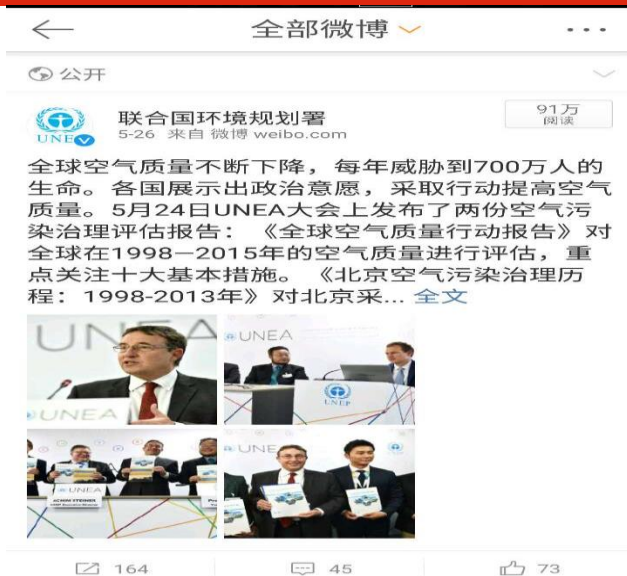 全部微博
公开
联合国环境规划署
5-26 来自 微博 weibo.com
91万
阅读
UNEP
全球空气质量不断下降，每年威胁到700万人的
生命。各国展示出政治意愿，采取行动提高空气
质量。5月24日UNEA大会上发布了两份空气污
染治理评估报告：《全球空气质量行动报告》对
全球在1998—2015年的空气质量进行评估，重
点关注十大基本措施。《北京空气污染治理历
程：1998-2013年》对北京采... 全文
UNEA
UNEA
UNEA
UNEP
UNEA
ACHIM STEINER
UNE
164
45
73